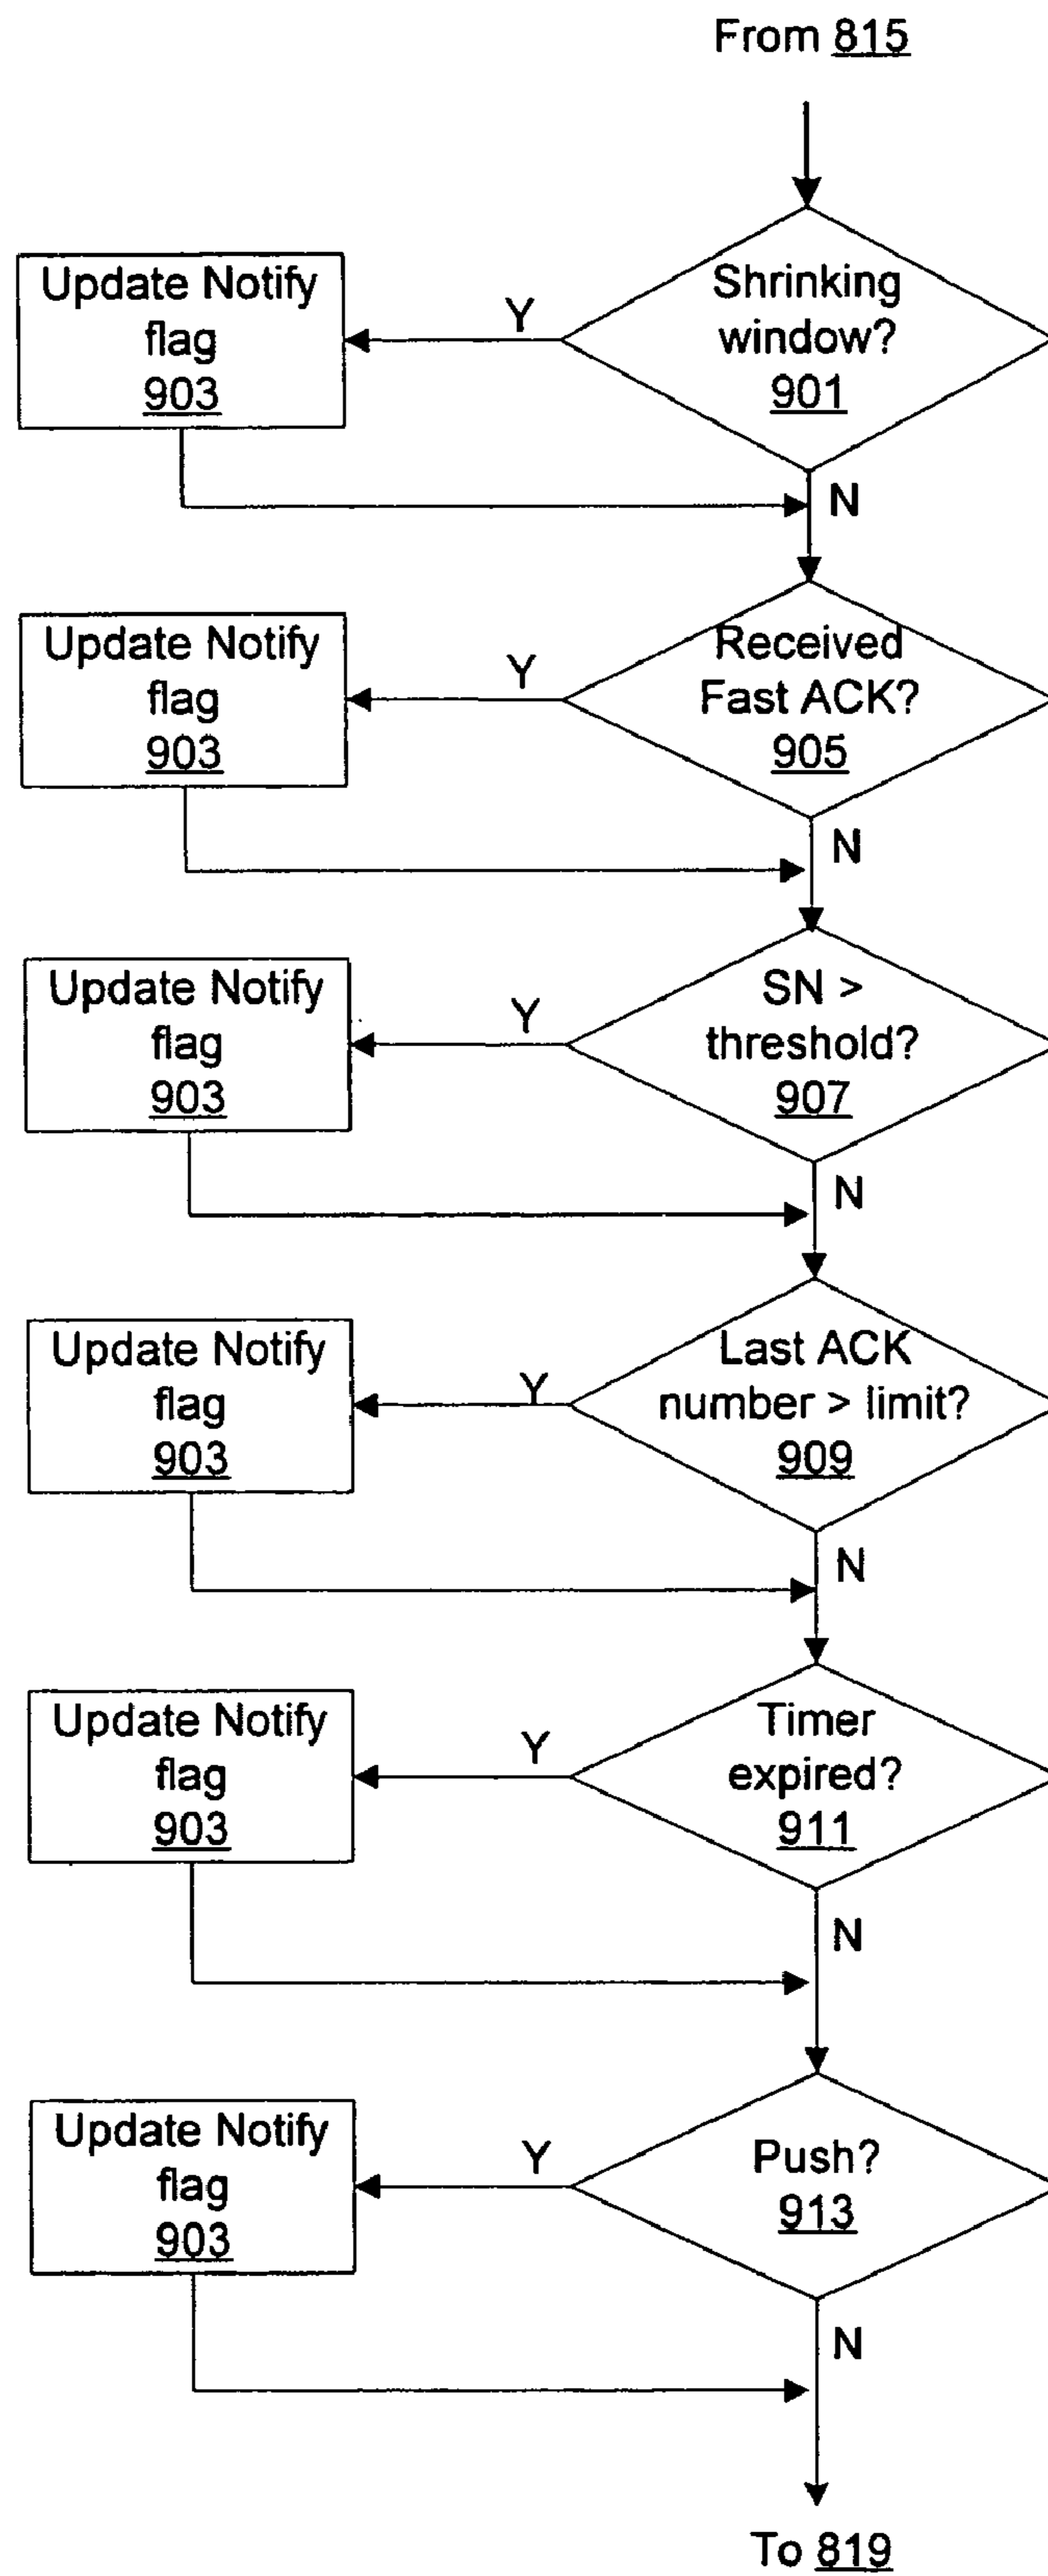 From 815
Shrinking
window?
901
Y
N
Update Notify
flag
903
Received
Fast ACK?
905
Y
N
Update Notify
flag
903
SN >
threshold?
907
Y
N
Update Notify
flag
903
Last ACK
number > limit?
909
Y
N
Update Notify
flag
903
Timer
expired?
911
Y
N
Update Notify
flag
903
Push?
913
Y
N
Update Notify
flag
903
To 819